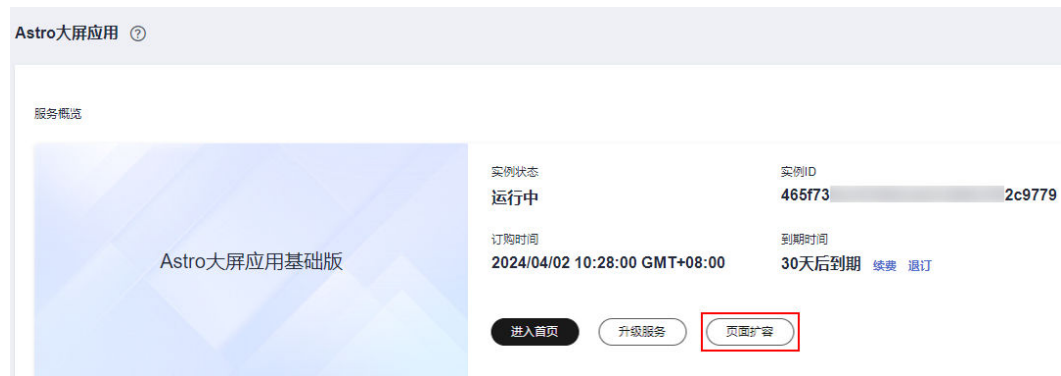 Astro大屏应用 ?
服务概览
Astro大屏应用基础版
实例状态
运行中
实例ID
465f73 2c9779
订购时间
2024/04/02 10:28:00 GMT+08:00
到期时间
30天后到期 续费 退订
进入首页 升级服务 页面扩容